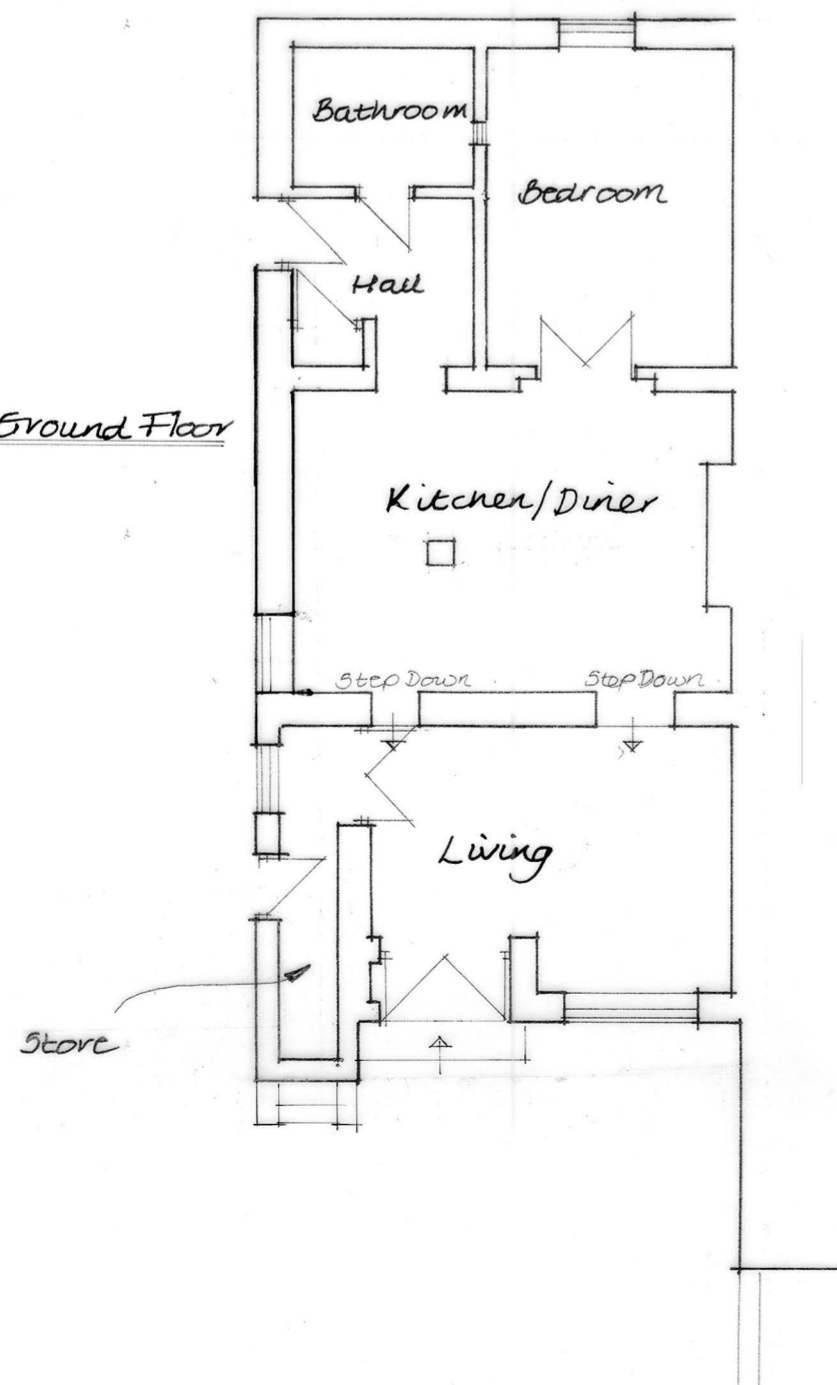 Bathroom
Bedroom
Hall
Ground Floor
Kitchen/Diner
Step Down
Step Down
Living
Store